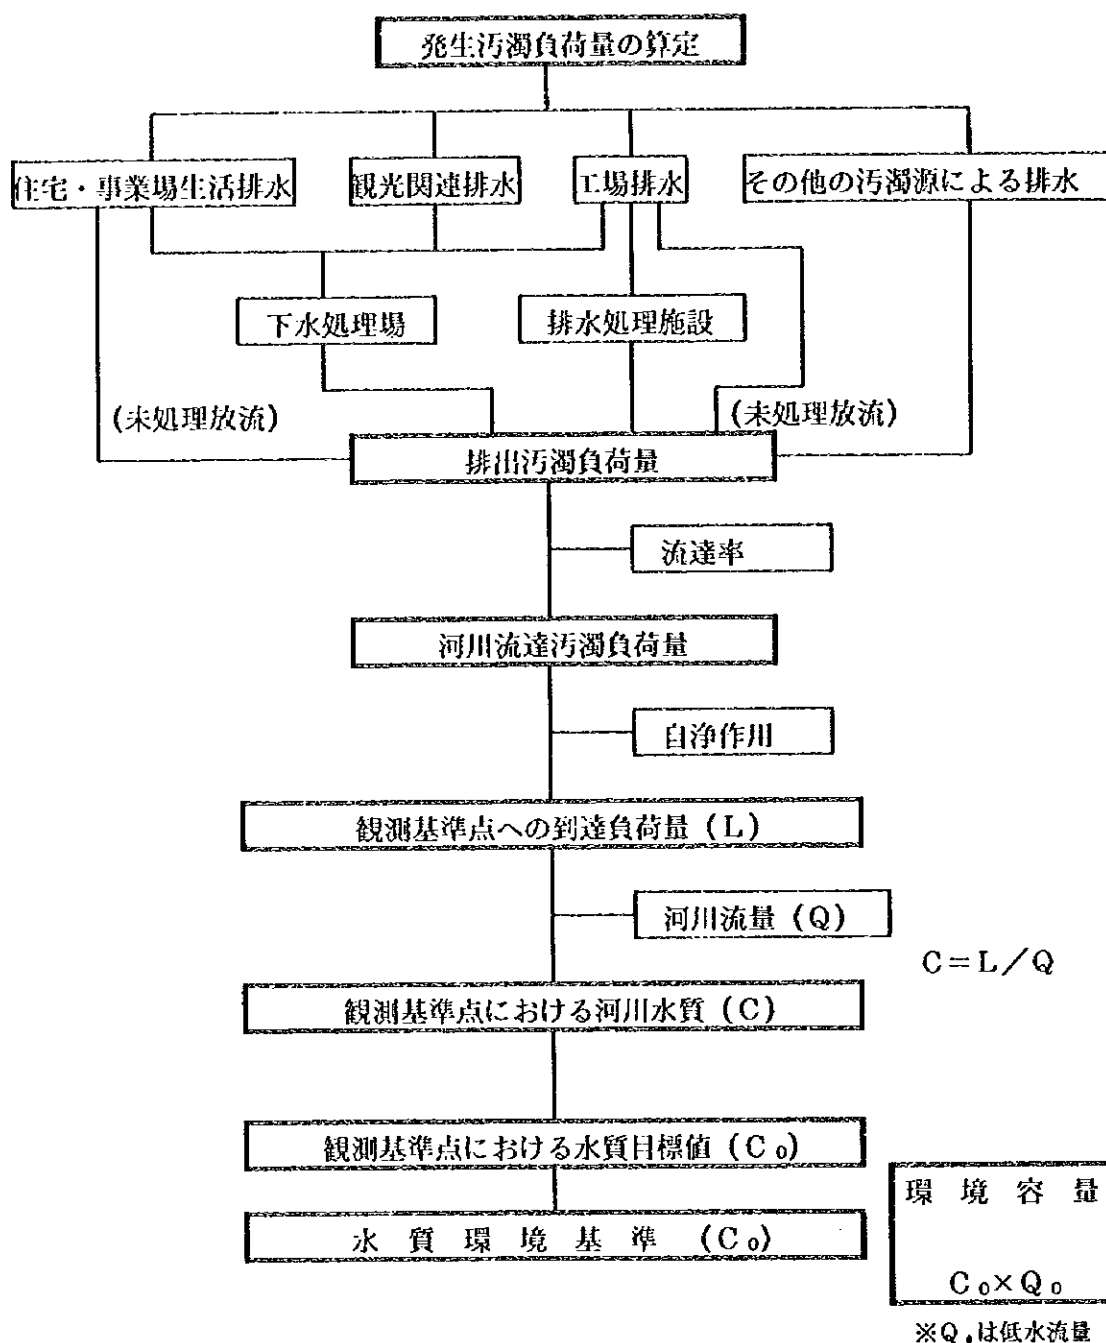 発生汚濁負荷量の算定
住宅・事業場生活排水
観光関連排水
工場排水
その他の汚濁源による排水
下水処理場
排水処理施設
(未処理放流)
(未処理放流)
排出汚濁負荷量
流達率
河川流達汚濁負荷量
自浄作用
観測基準点への到達負荷量(L)
河川流量(Q)
C=L/Q
観測基準点における河川水質(C)
観測基準点における水質目標値(C₀)
水質環境基準(C₀)
環境容量
C₀×Q₀
※Q₀は低水流量